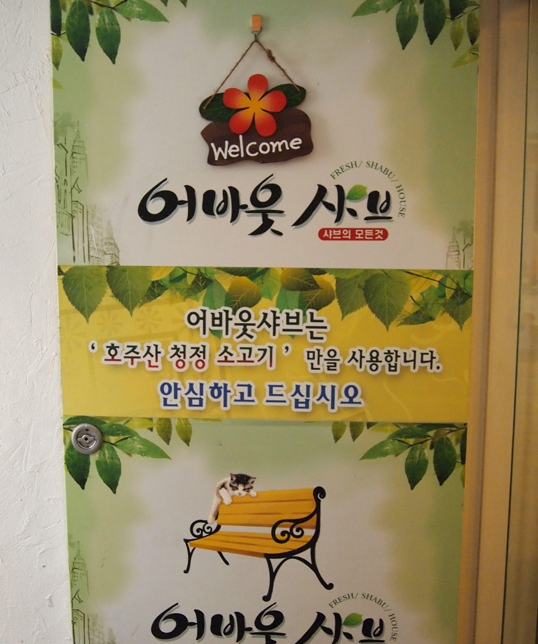 Welcome
FRESH/ SHABU/ HOUSE
어바웃 샤브
샤브의 모든것
어바웃샤브는
' 호주산 청정 소고기 ' 만을 사용합니다.
안심하고 드십시오
FRESH/ SHABU/ HOUSE
어바웃 샤브